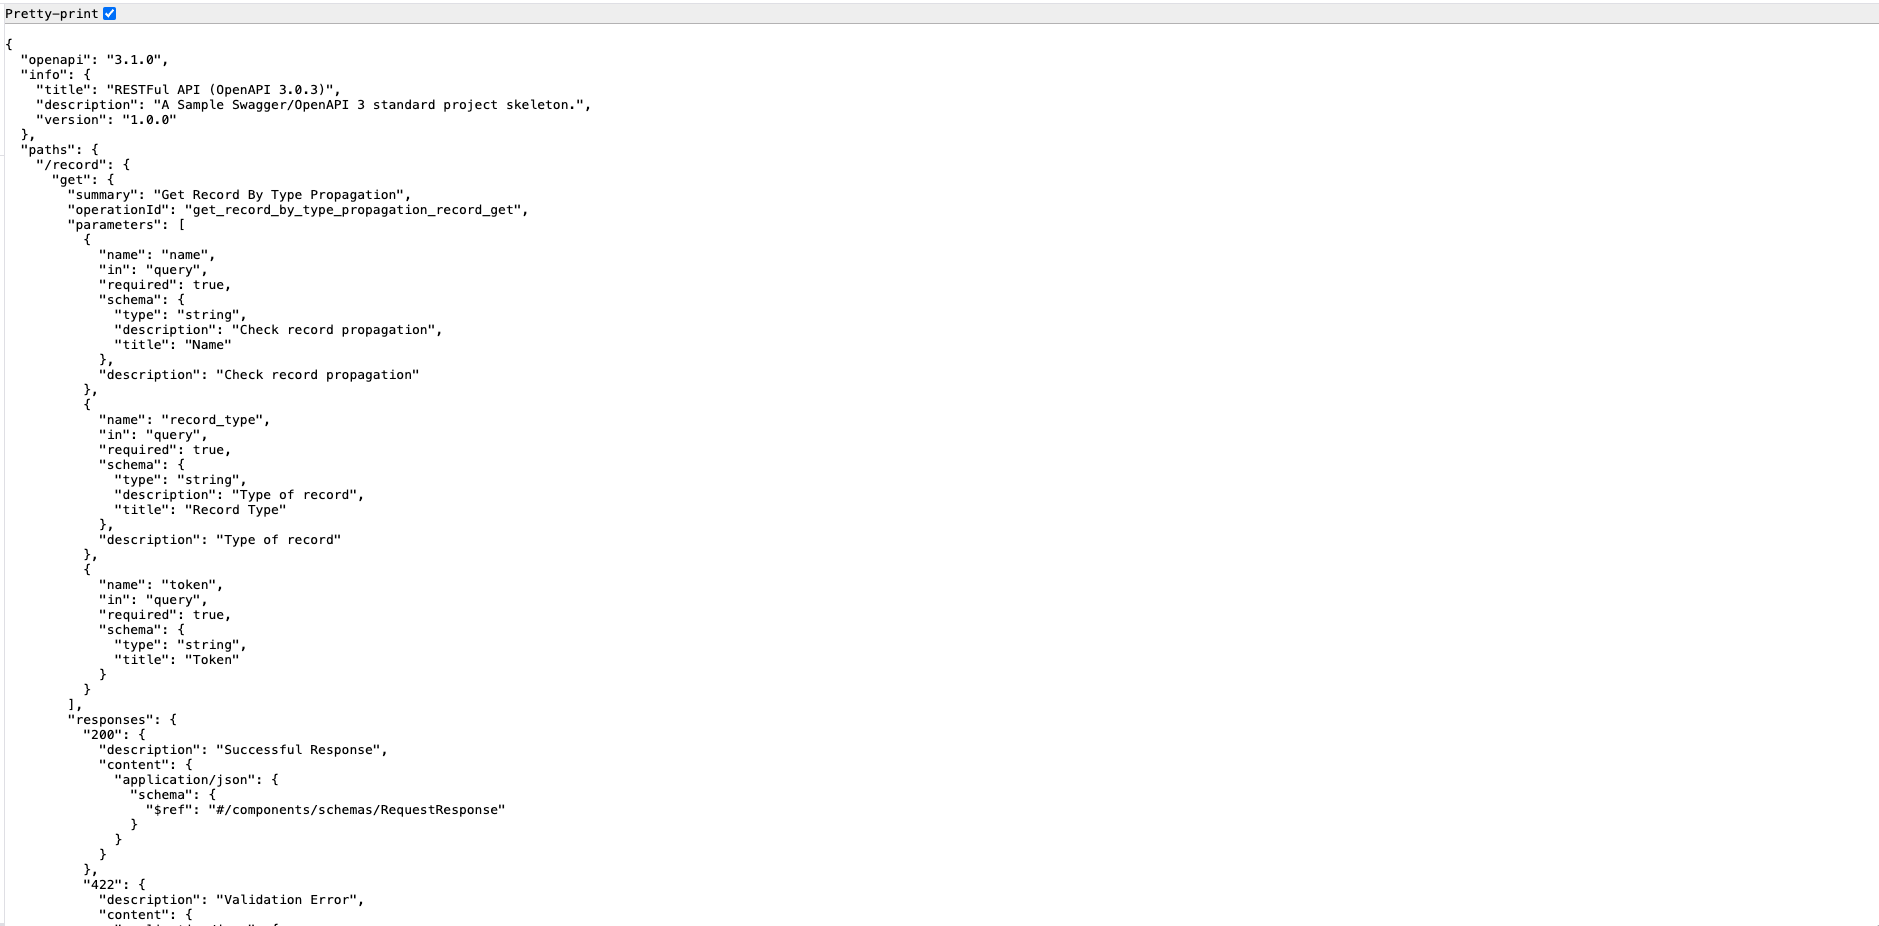 Pretty-print
{
  "openapi": "3.1.0",
  "info": {
    "title": "RESTFul API (OpenAPI 3.0.3)",
    "description": "A Sample Swagger/OpenAPI 3 standard project skeleton.",
    "version": "1.0.0"
  },
  "paths": {
    "/record": {
      "get": {
        "summary": "Get Record By Type Propagation",
        "operationId": "get_record_by_type_propagation_record_get",
        "parameters": [
          {
            "name": "name",
            "in": "query",
            "required": true,
            "schema": {
              "type": "string",
              "description": "Check record propagation",
              "title": "Name"
            },
            "description": "Check record propagation"
          },
          {
            "name": "record_type",
            "in": "query",
            "required": true,
            "schema": {
              "type": "string",
              "description": "Type of record",
              "title": "Record Type"
            },
            "description": "Type of record"
          },
          {
            "name": "token",
            "in": "query",
            "required": true,
            "schema": {
              "type": "string",
              "title": "Token"
            }
          }
        ],
        "responses": {
          "200": {
            "description": "Successful Response",
            "content": {
              "application/json": {
                "schema": {
                  "$ref": "#/components/schemas/RequestResponse"
                }
              }
            }
          },
          "422": {
            "description": "Validation Error",
            "content": {